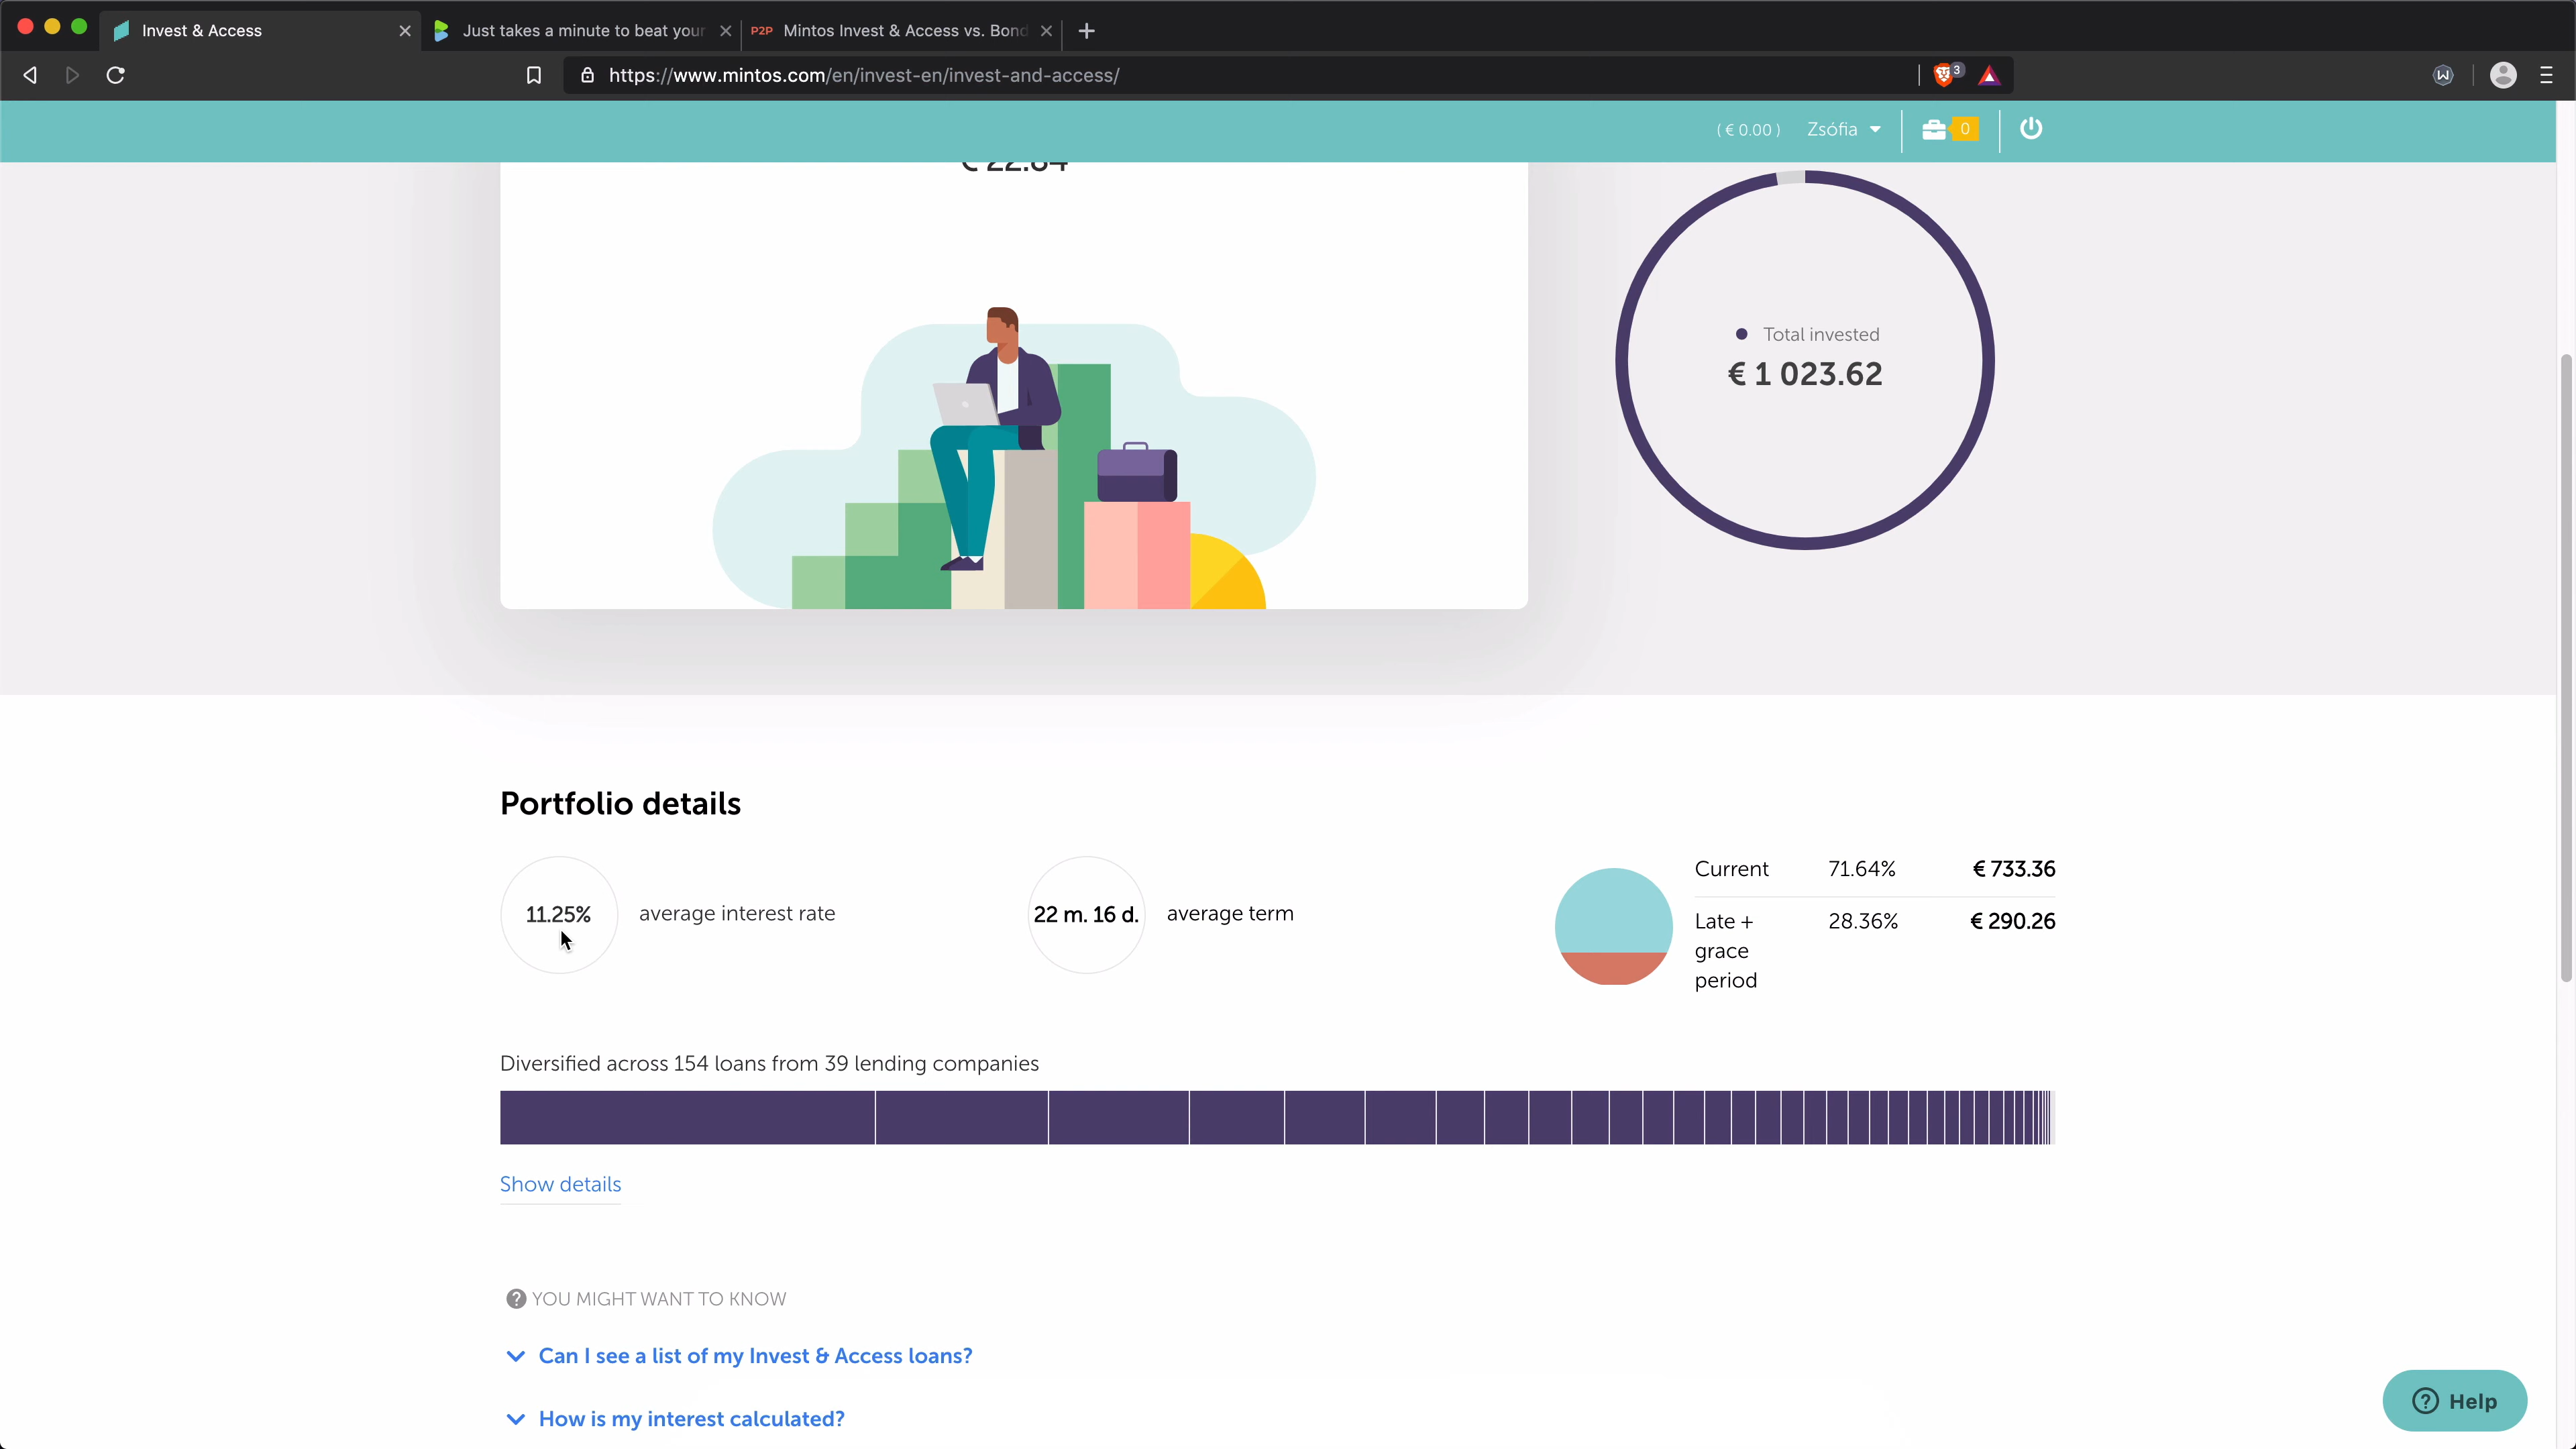 Invest & Access
Just takes a minute to beat your
P2P Mintos Invest & Access vs. Bond
https://www.mintos.com/en/invest-en/invest-and-access/
3
(€ 0.00)
Zsófia
0
€ 22.84
Total invested
€ 1 023.62
Portfolio details
11.25%
average interest rate
22 m. 16 d.
average term
Current 71.64% € 733.36
Late + 28.36% € 290.26
grace
period
Diversified across 154 loans from 39 lending companies
Show details
? YOU MIGHT WANT TO KNOW
Can I see a list of my Invest & Access loans?
How is my interest calculated?
? Help